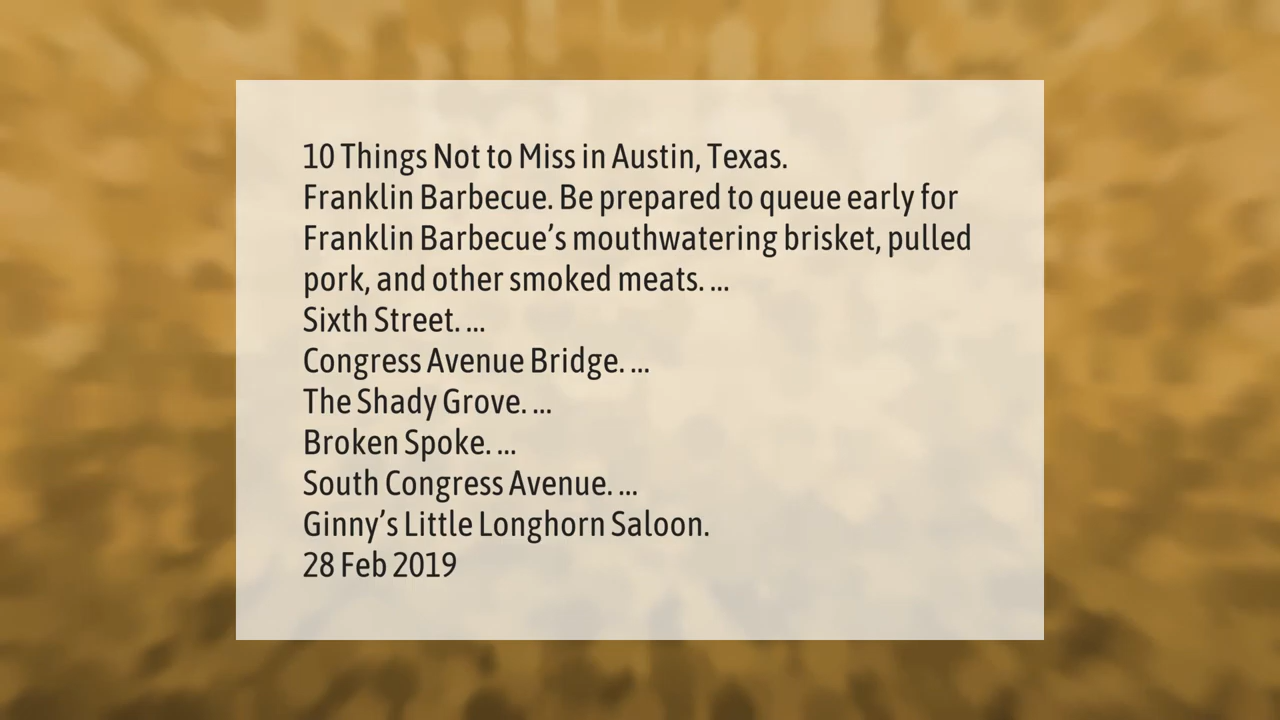 10 Things Not to Miss in Austin, Texas.
Franklin Barbecue. Be prepared to queue early for
Franklin Barbecue’s mouthwatering brisket, pulled
pork, and other smoked meats. ...
Sixth Street. ...
Congress Avenue Bridge. ...
The Shady Grove. ...
Broken Spoke. ...
South Congress Avenue. ...
Ginny’s Little Longhorn Saloon.
28 Feb 2019